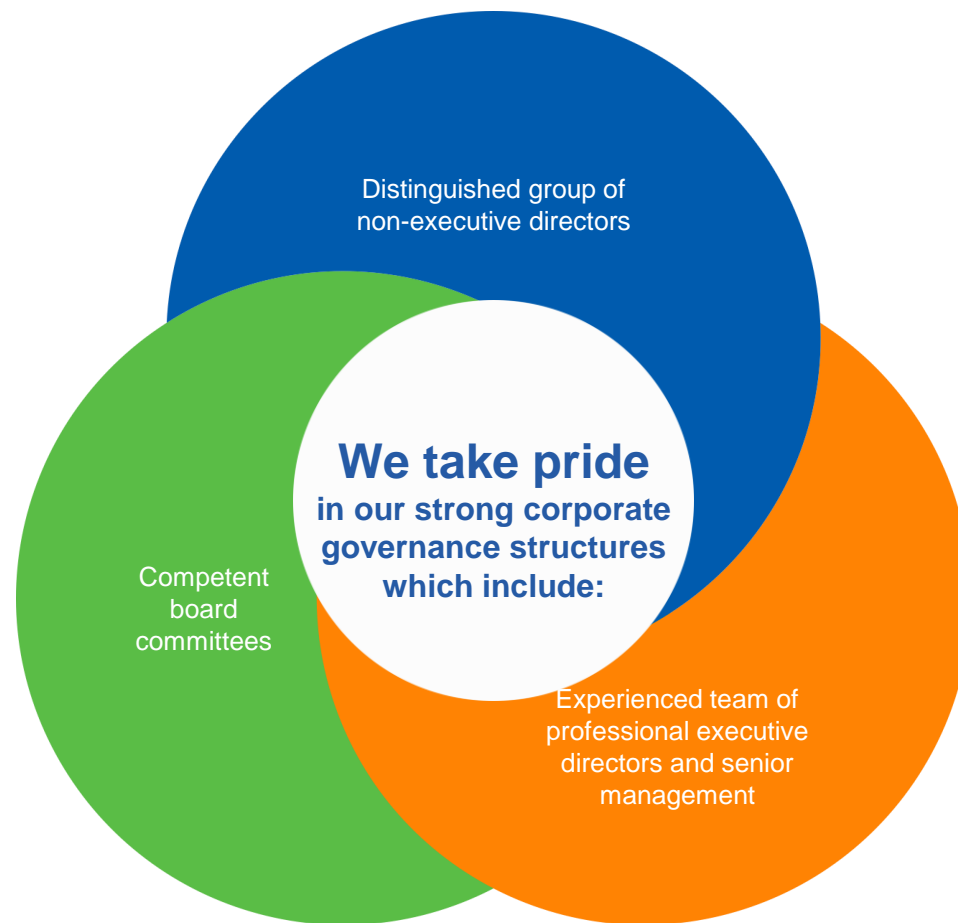 Distinguished group of
non-executive directors
We take pride
in our strong corporate
governance structures
which include:
Competent
board
committees
Experienced team of
professional executive
directors and senior
management